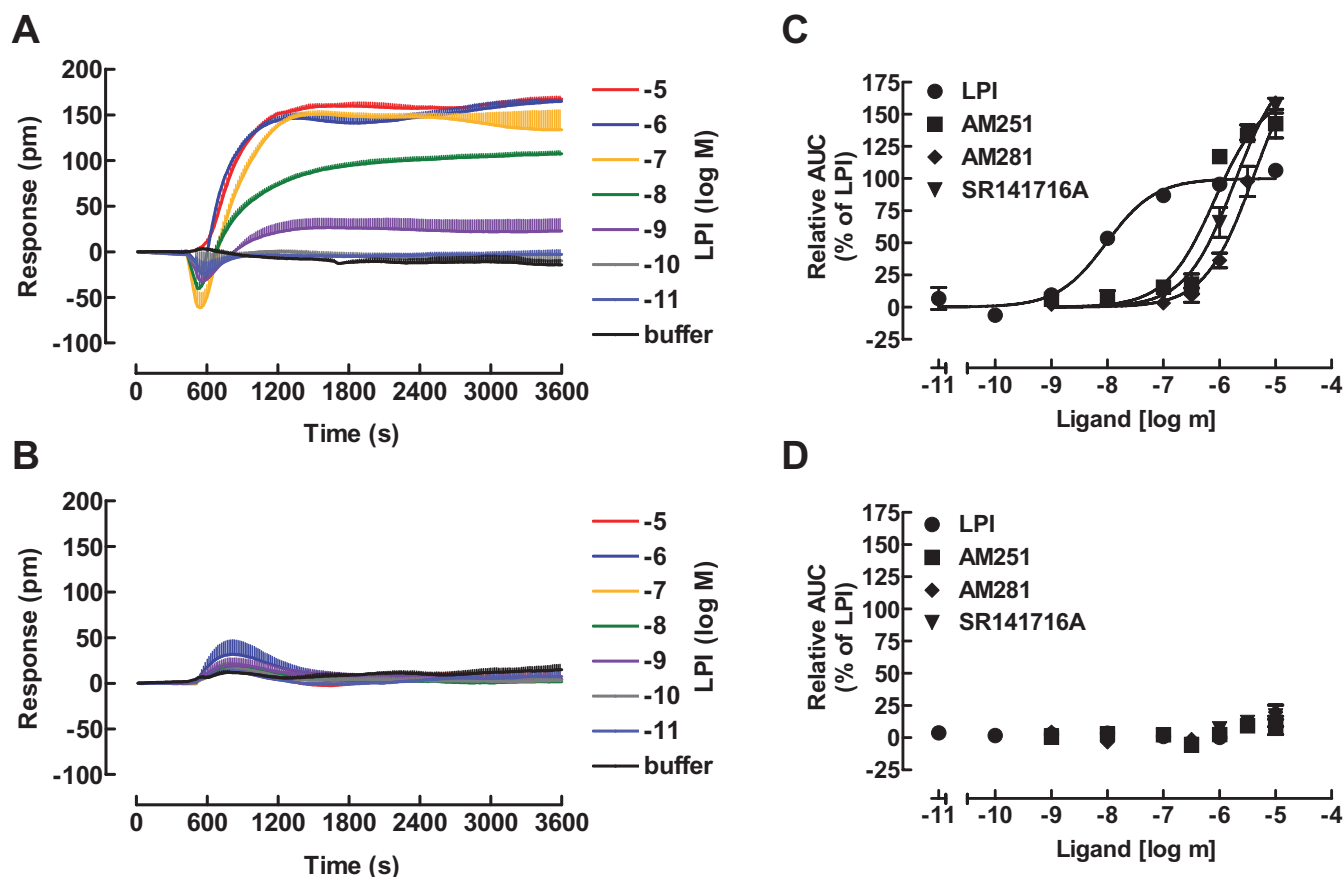 A
200
150
100
50
0
-50
-100
Response (pm)
0 600 1200 1800 2400 3000 3600
Time (s)
-5
-6
-7
-8
-9
-10
-11
buffer
LPI (log M)
C
175
150
125
100
75
50
25
0
-25
Relative AUC
(% of LPI)
LPI
AM251
AM281
SR141716A
-11 -10 -9 -8 -7 -6 -5 -4
Ligand [log m]
B
200
150
100
50
0
-50
-100
Response (pm)
0 600 1200 1800 2400 3000 3600
Time (s)
-5
-6
-7
-8
-9
-10
-11
buffer
LPI (log M)
D
175
150
125
100
75
50
25
0
-25
Relative AUC
(% of LPI)
LPI
AM251
AM281
SR141716A
-11 -10 -9 -8 -7 -6 -5 -4
Ligand [log m]